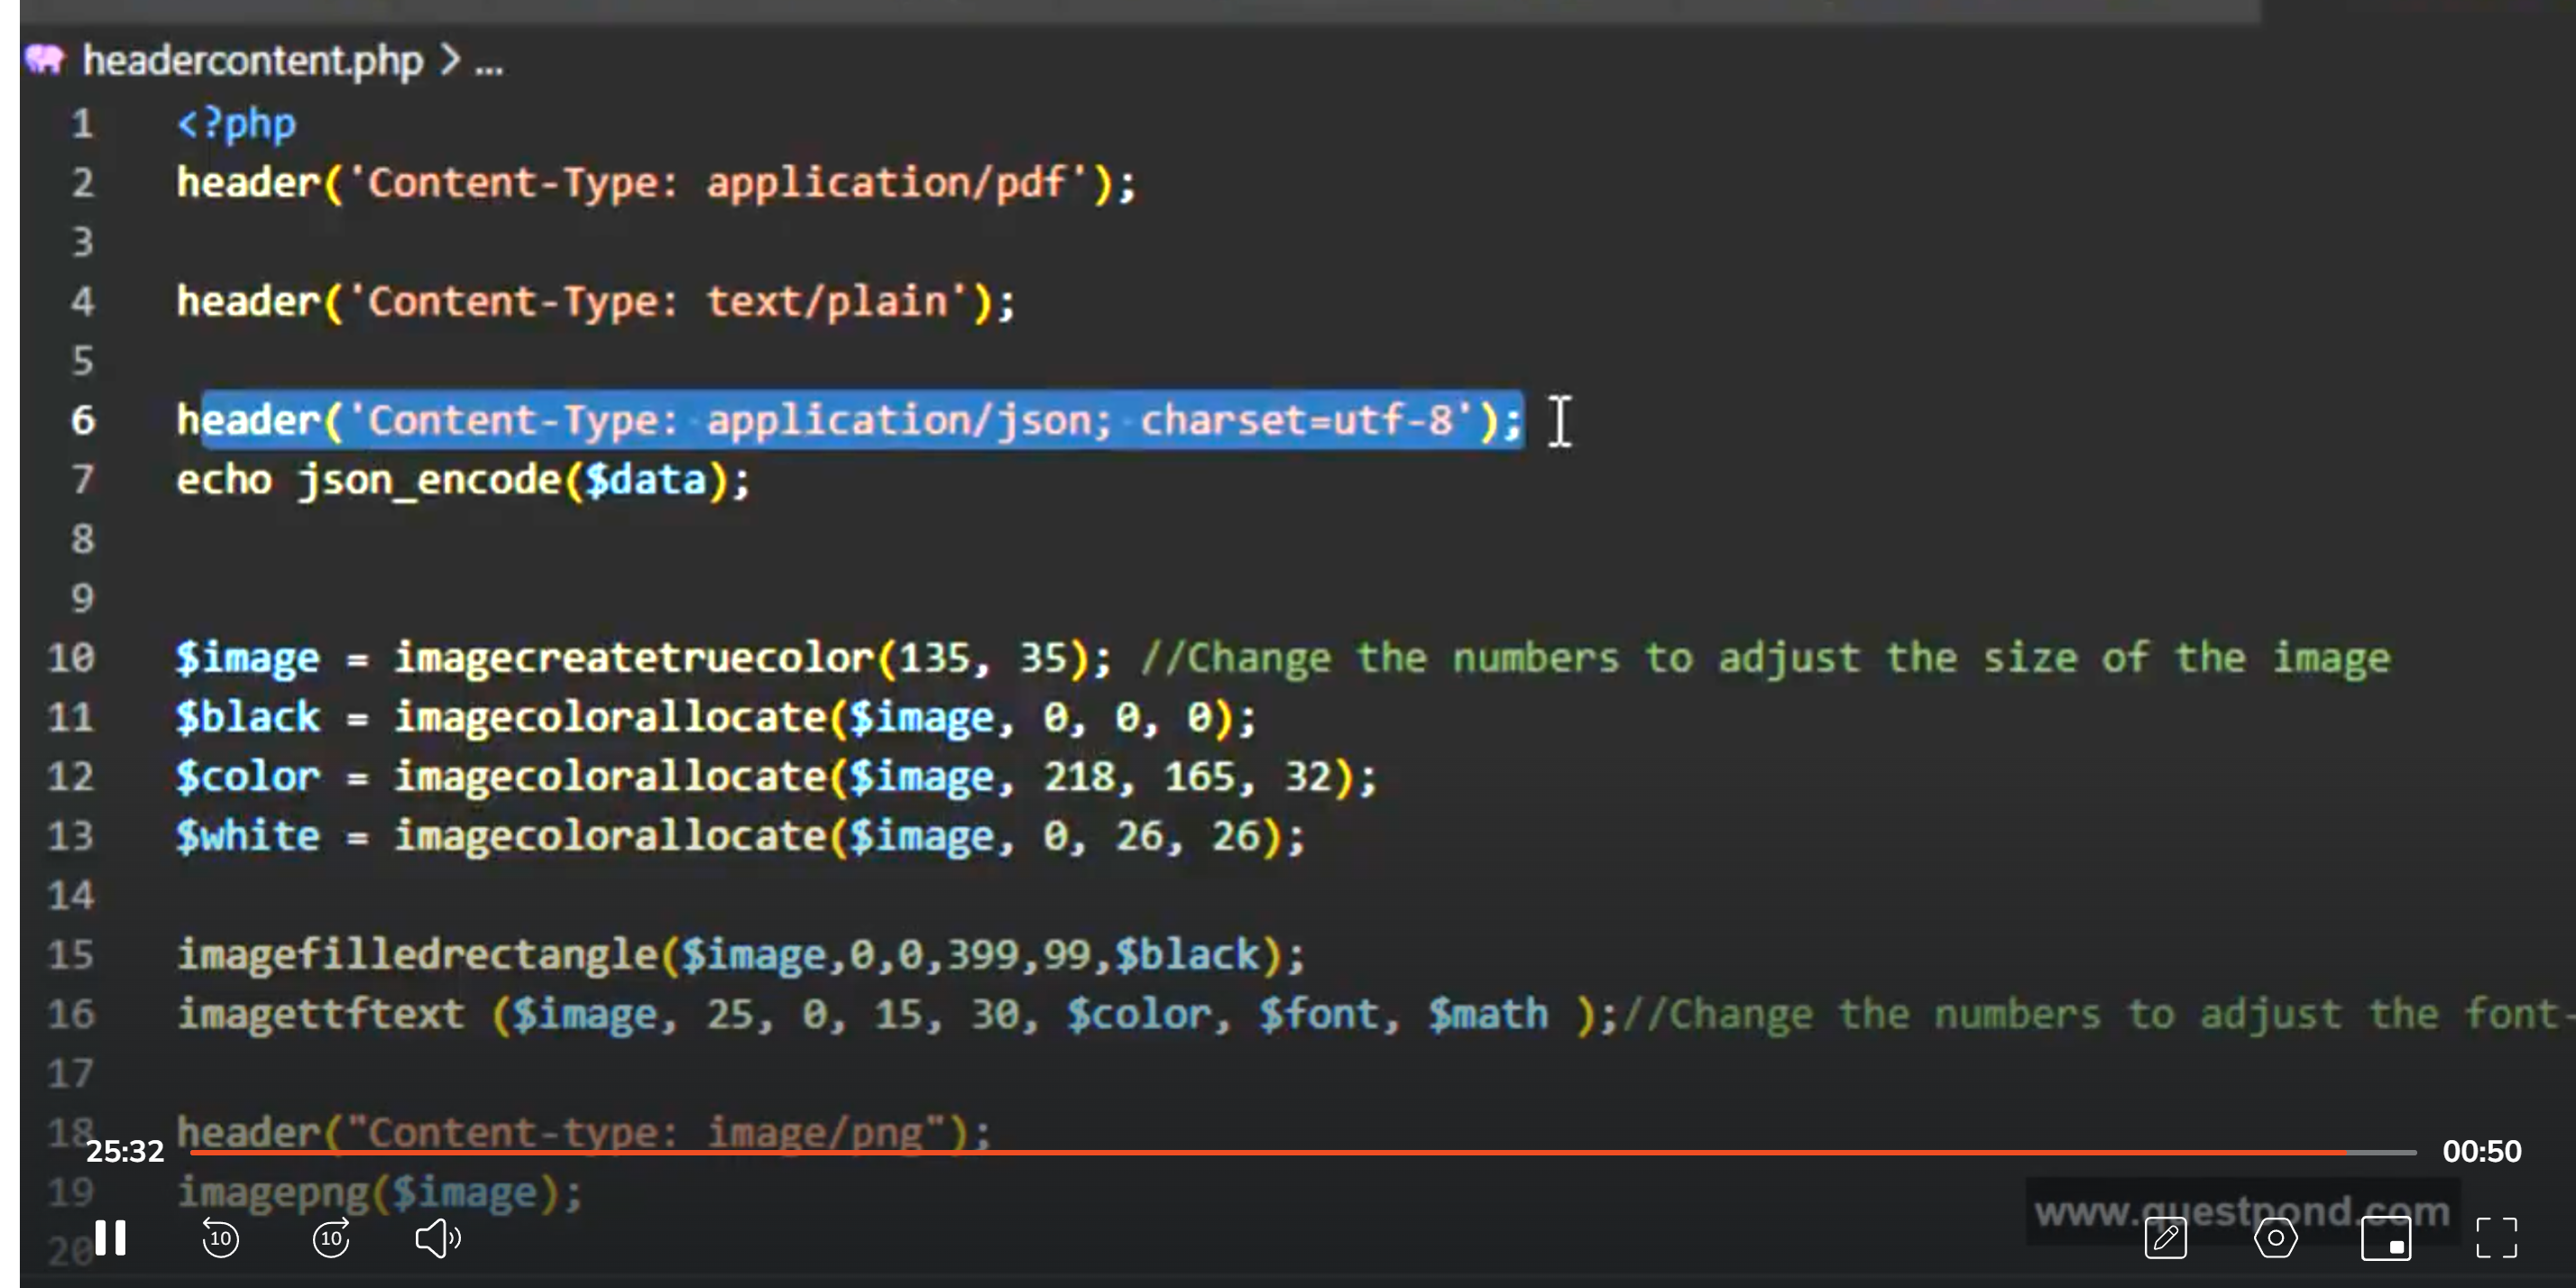 headercontent.php > ...
1 <?php
2 header('Content-Type: application/pdf');
3
4 header('Content-Type: text/plain');
5
6 header('Content-Type: application/json; charset=utf-8');
7 echo json_encode($data);
8
9
10 $image = imagecreatetruecolor(135, 35); //Change the numbers to adjust the size of the image
11 $black = imagecolorallocate($image, 0, 0, 0);
12 $color = imagecolorallocate($image, 218, 165, 32);
13 $white = imagecolorallocate($image, 0, 26, 26);
14
15 imagefilledrectangle($image,0,0,399,99,$black);
16 imagettftext ($image, 25, 0, 15, 30, $color, $font, $math );//Change the numbers to adjust the font-
17
18 header("Content-type: image/png");
25:32 00:50
19 imagepng($image);
www.questpond.com
20
10 10